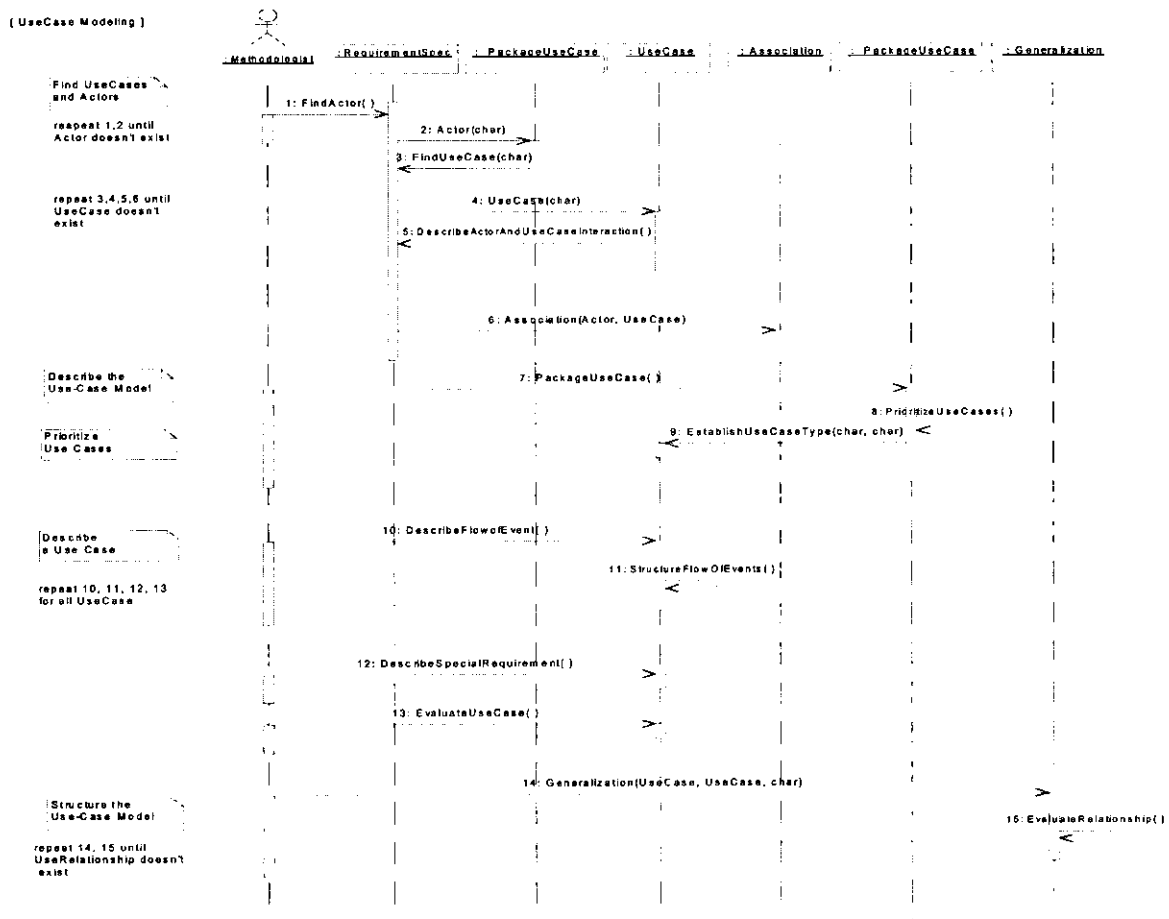 [ UseCase Modeling ]
: Methodologist
: RequirementSpec
: PackageUseCase
: UseCase
: Association
: PackageUseCase
: Generalization
Find UseCases
and Actors
1: FindActor( )
reapeat 1,2 until
Actor doesn't exist
2: Actor(char)
3: FindUseCase(char)
repeat 3,4,5,6 until
UseCase doesn't
exist
4: UseCase(char)
5: DescribeActorAndUseCaseInteraction( )
6: Association(Actor, UseCase)
Describe the
Use-Case Model
7: PackageUseCase( )
8: PrioritizeUseCases( )
Prioritize
Use Cases
9: EstablishUseCaseType(char, char)
Describe
a Use Case
10: DescribeFlowofEvent( )
11: StructureFlowOfEvents( )
repeat 10, 11, 12, 13
for all UseCase
12: DescribeSpecialRequirement( )
13: EvaluateUseCase( )
14: Generalization(UseCase, UseCase, char)
Structure the
Use-Case Model
15: EvaluateRelationship( )
repeat 14, 15 until
UseRelationship doesn't
exist